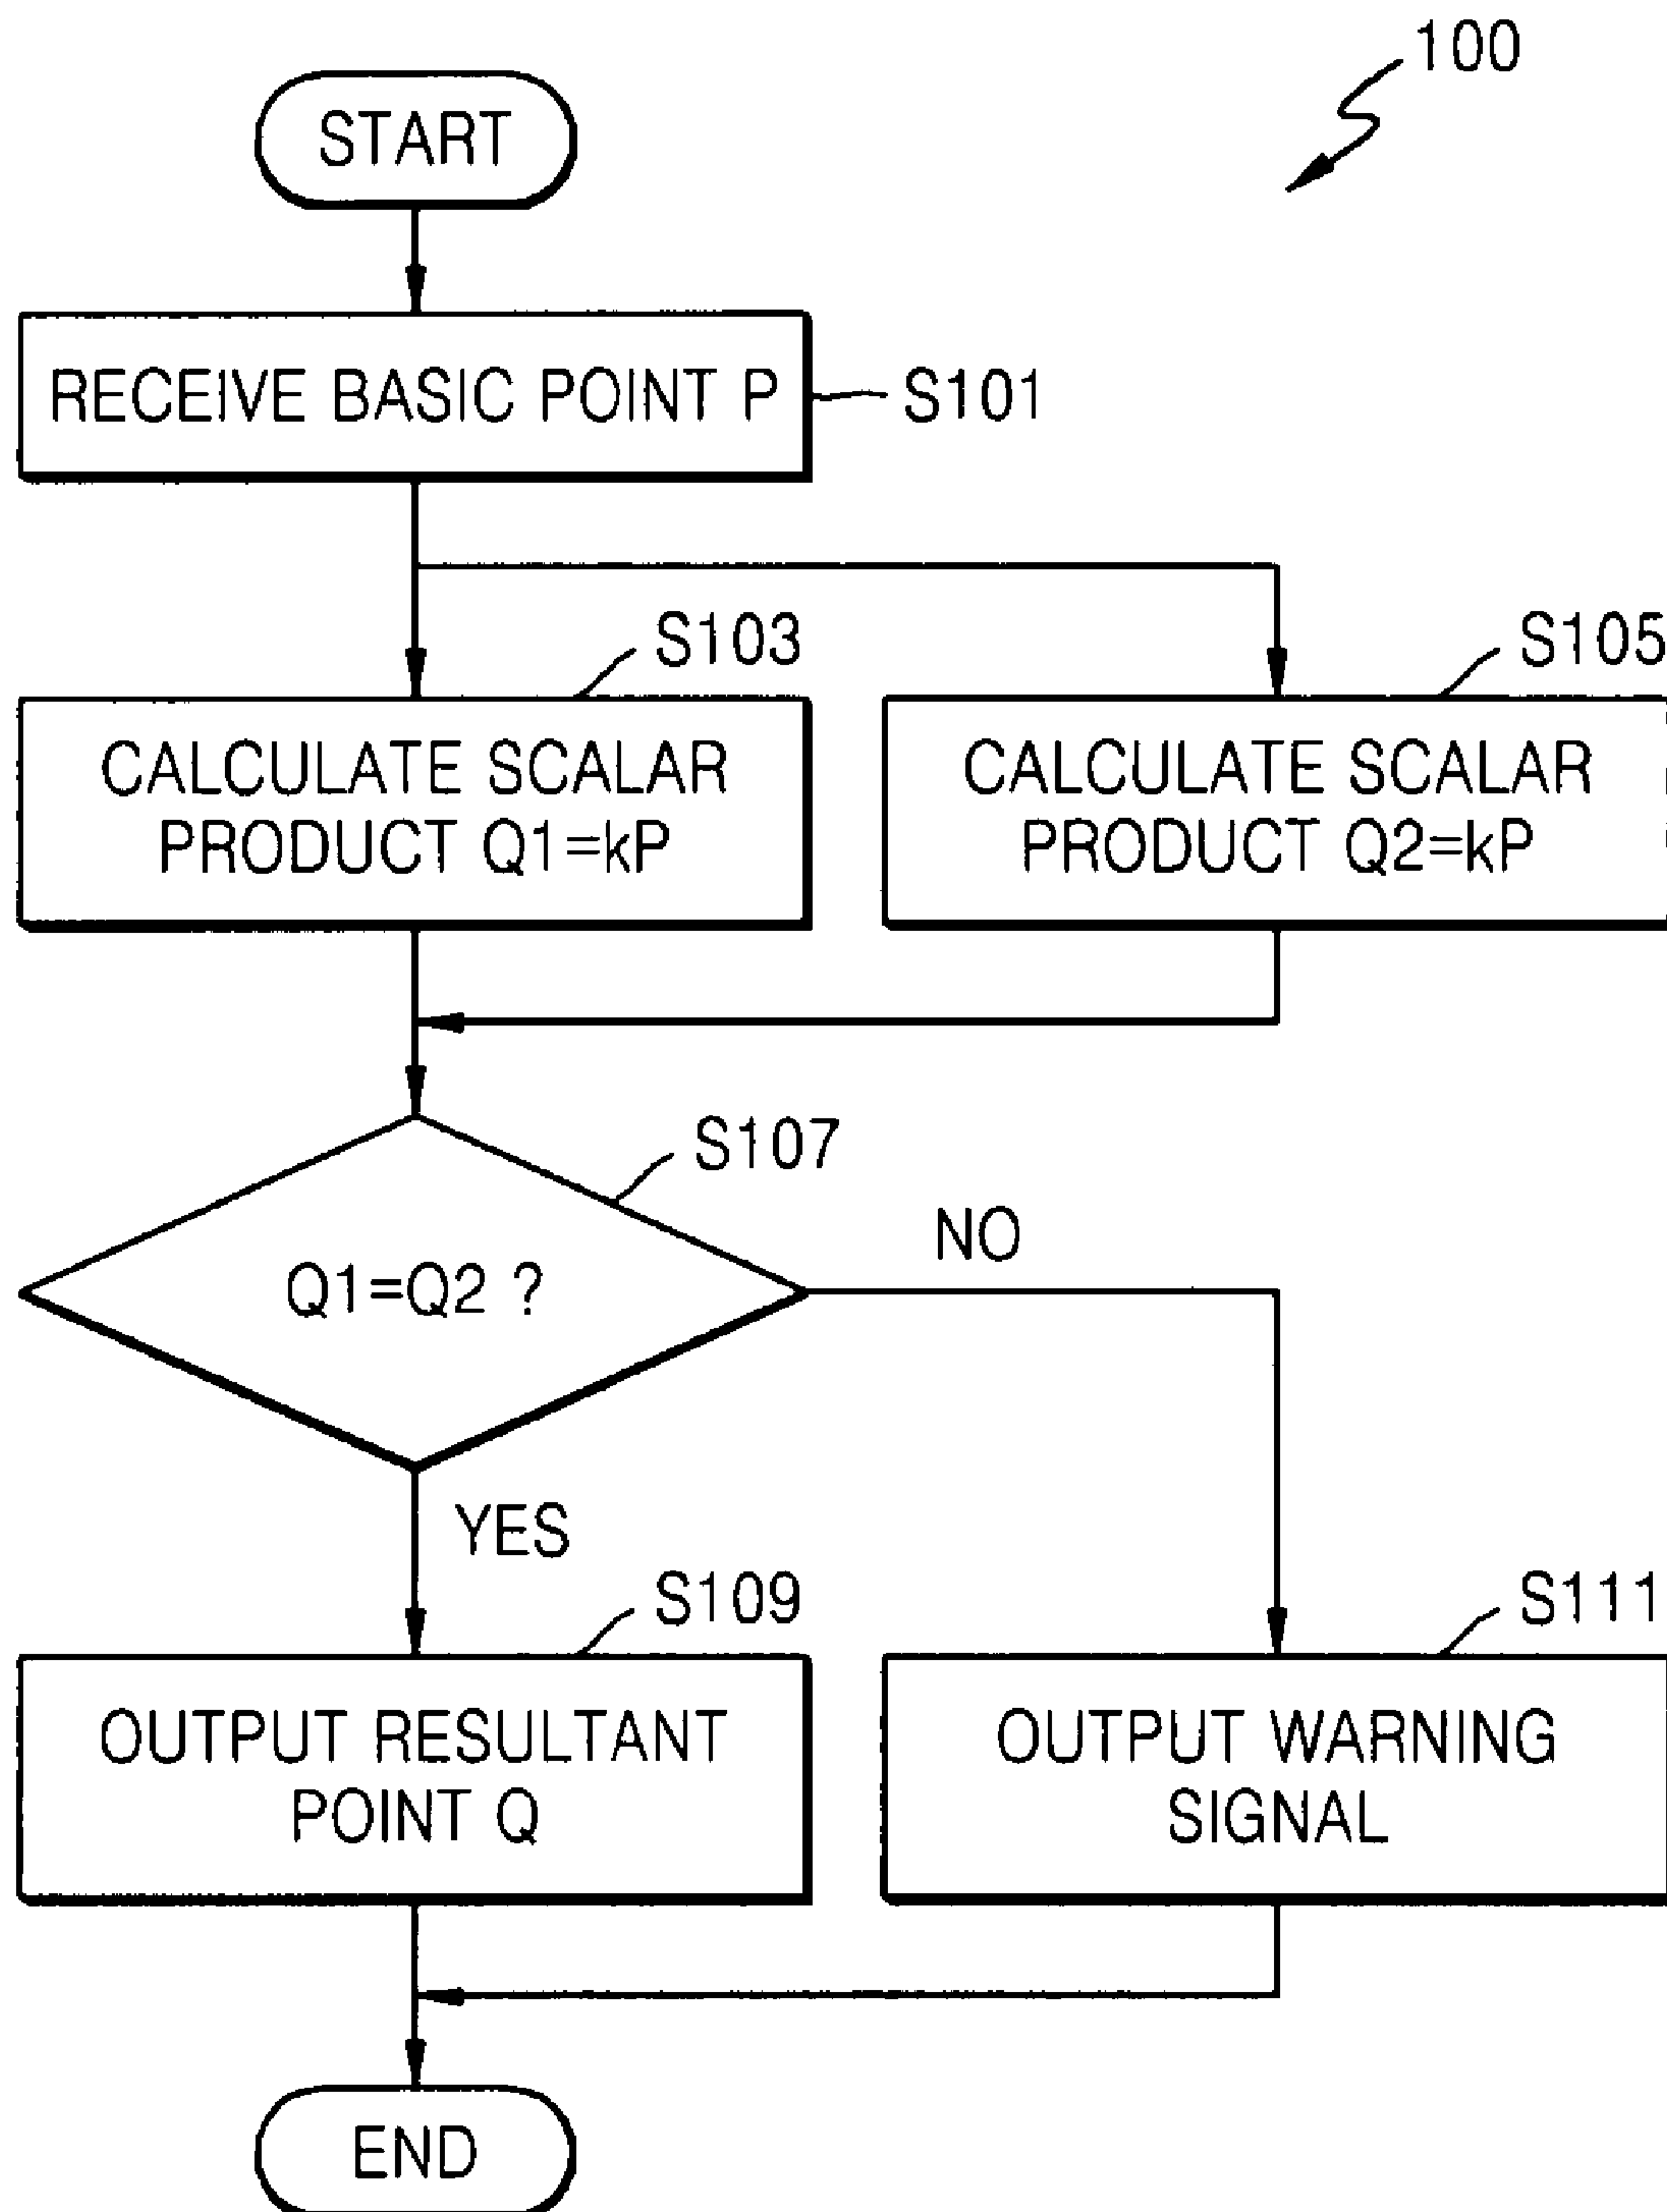 100
START
RECEIVE BASIC POINT P
S101
S103
S105
CALCULATE SCALAR
PRODUCT Q1=kP
CALCULATE SCALAR
PRODUCT Q2=kP
S107
Q1=Q2 ?
NO
YES
S109
S111
OUTPUT RESULTANT
POINT Q
OUTPUT WARNING
SIGNAL
END